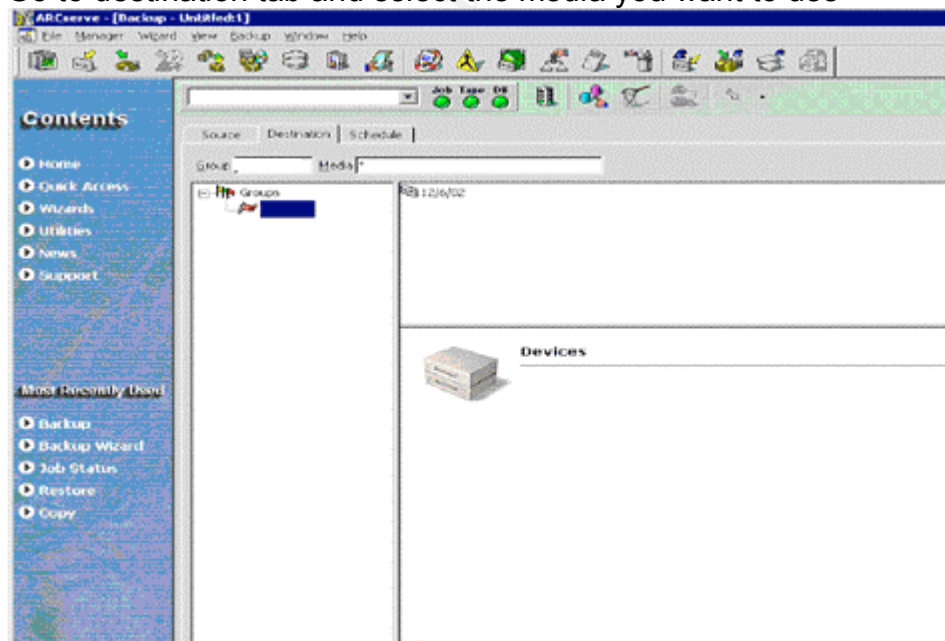 Go to destination tab and select the media you want to use
ARCserve - [Backup - Untitled:1]
File Manager Wizard View Backup Window Help
Job Tape DB
Contents
Home
Quick Access
Wizards
Utilities
News
Support
Most Recently Used
Backup
Backup Wizard
Job Status
Restore
Copy
Source Destination Schedule
Group Media *
Groups
12/6/02
Devices